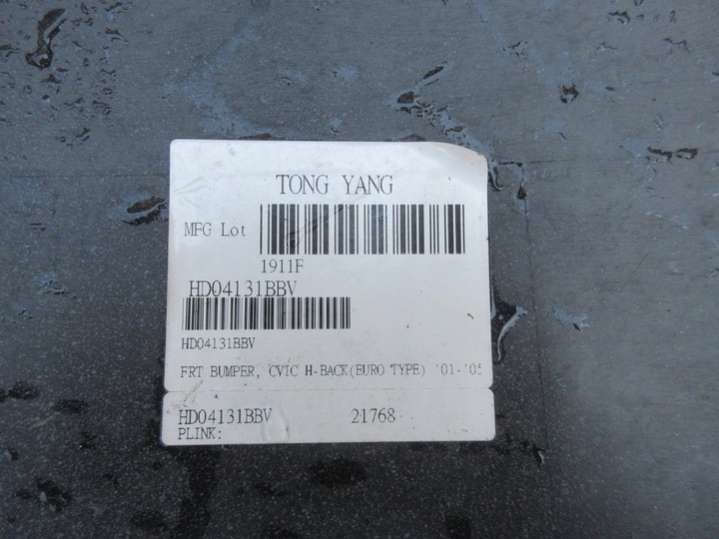 TONG YANG
MFG Lot
1911F
HD04131BBV
HD04131BBV
FRT BUMPER, CVIC H-BACK(EURO TYPE) '01-'05
HD04131BBV 21768
PLINK: